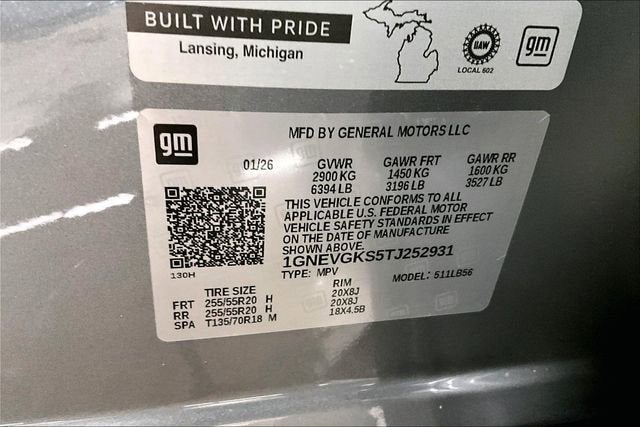 BUILT WITH PRIDE
Lansing, Michigan
UAW
LOCAL 602
gm
gm
MFD BY GENERAL MOTORS LLC
01/26 GVWR GAWR FRT GAWR RR
2900 KG 1450 KG 1600 KG
6394 LB 3196 LB 3527 LB
THIS VEHICLE CONFORMS TO ALL
APPLICABLE U.S. FEDERAL MOTOR
VEHICLE SAFETY STANDARDS IN EFFECT
ON THE DATE OF MANUFACTURE
SHOWN ABOVE.
1GNEVGKS5TJ252931
130H
TYPE: MPV MODEL: 511LB56
TIRE SIZE RIM
FRT 255/55R20 H 20X8J
RR 255/55R20 H 20X8J
SPA T135/70R18 M 18X4.5B